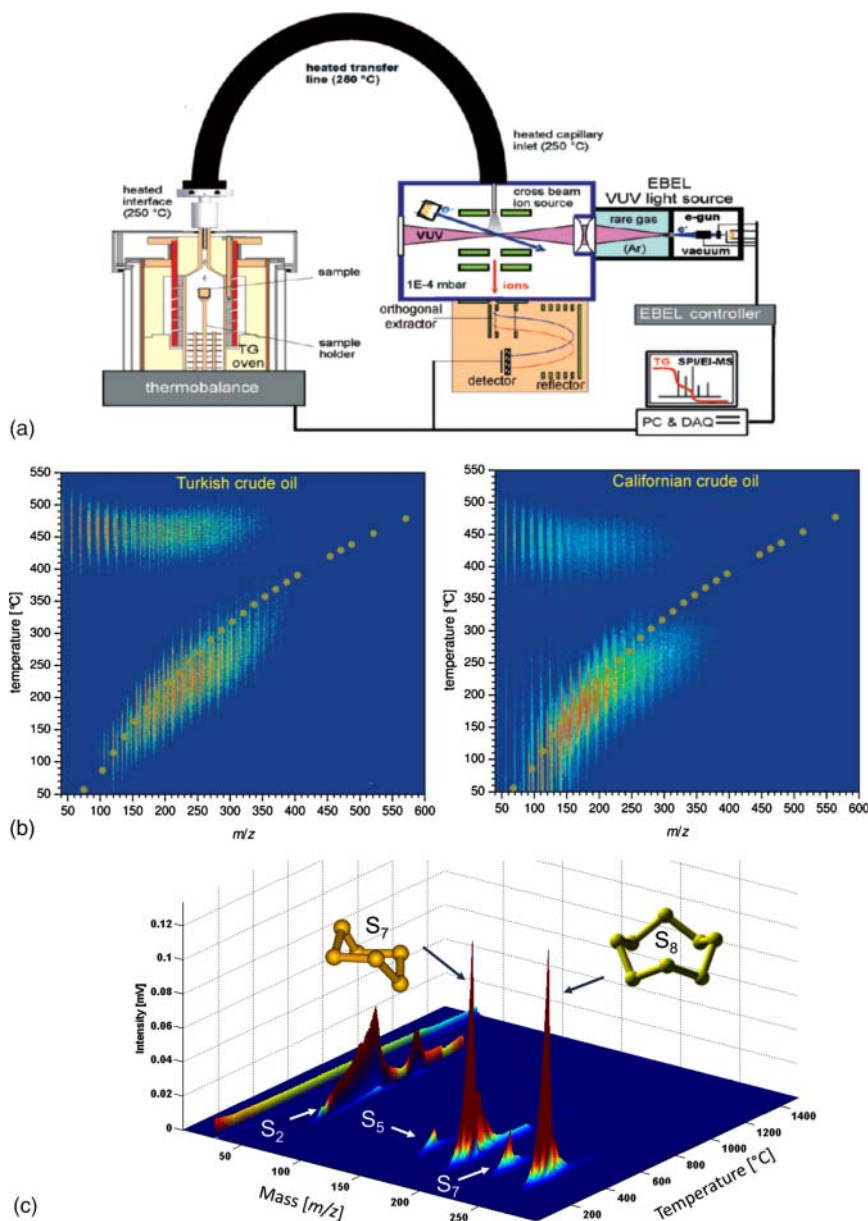 heated transfer
line (250 °C)
heated capillary
inlet (250 °C)
heated
interface
(250 °C)
cross beam
ion source
EBEL
VUV light source
rare gas
e-gun
e-
e-
VUV
(Ar)
vacuum
sample
1E-4 mbar
ions
orthogonal
extractor
EBEL controller
sample
holder
TG
oven
detector
reflector
TG SPI/EI-MS
thermobalance
PC & DAQ
(a)
Turkish crude oil
550
500
450
400
350
300
250
200
150
100
50
temperature [°C]
50 100 150 200 250 300 350 400 450 500 550 600
m/z
Californian crude oil
550
500
450
400
350
300
250
200
150
100
50
temperature [°C]
50 100 150 200 250 300 350 400 450 500 550 600
m/z
(b)
S7
S8
0.12
0.1
0.08
0.06
0.04
0.02
0
Intensity [mV]
S2
S5
S7
50
100
150
200
250
Mass [m/z]
200
400
600
800
1000
1200
1400
Temperature [°C]
(c)